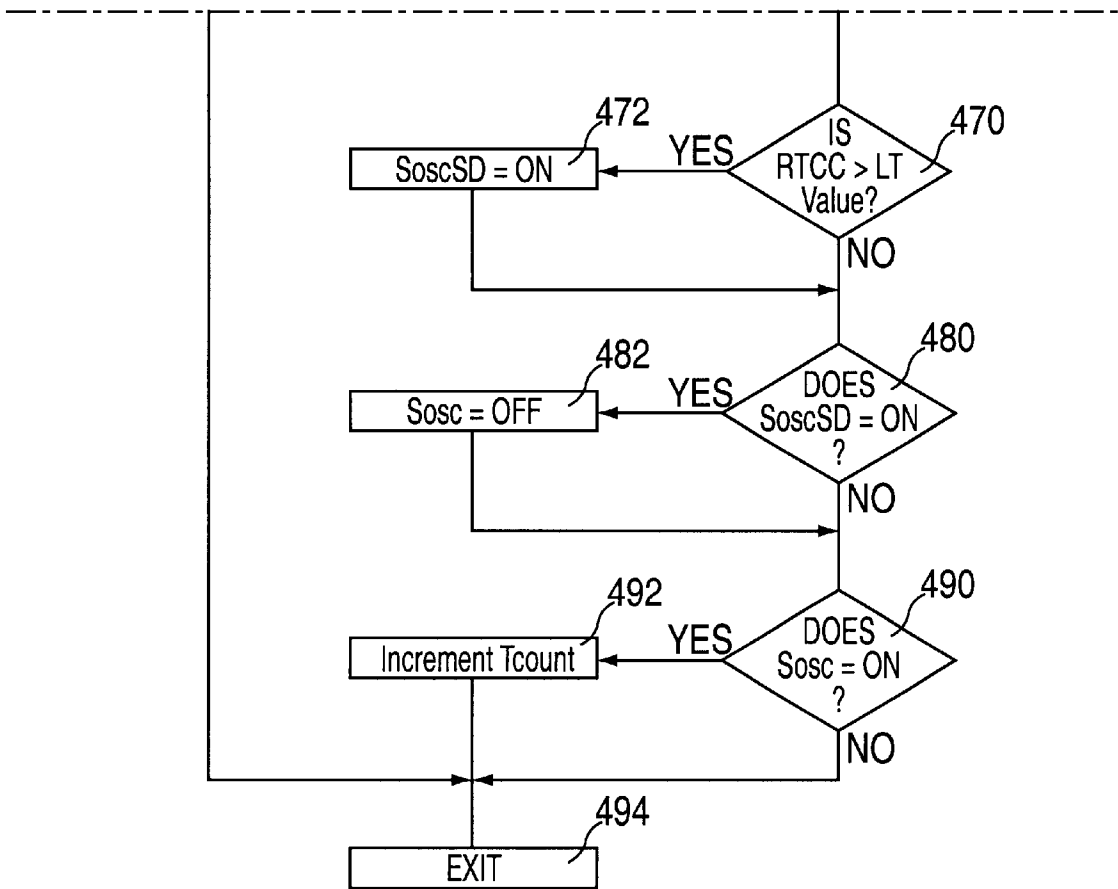 472
SoscSD = ON
YES
IS
RTCC > LT
Value?
470
NO
482
Sosc = OFF
YES
DOES
SoscSD = ON
?
480
NO
492
Increment Tcount
YES
DOES
Sosc = ON
?
490
NO
494
EXIT